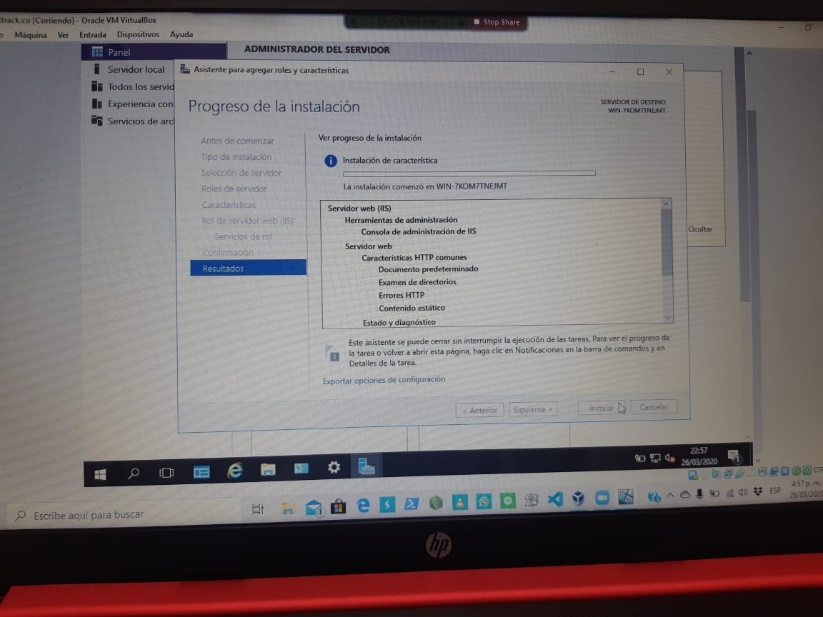 track.co [Corriendo] - Oracle VM VirtualBox
Stop Share
Máquina Ver Entrada Dispositivos Ayuda
Panel
ADMINISTRADOR DEL SERVIDOR
Servidor local
Todos los servid
Experiencia con
Servicios de arc
Asistente para agregar roles y características
Progreso de la instalación
SERVIDOR DE DESTINO
WIN-7KOM7TNEJMT
Antes de comenzar
Tipo de instalación
Selección de servidor
Roles de servidor
Características
Rol de servidor web (IIS)
Servicios de rol
Confirmación
Resultados
Ver progreso de la instalación
Instalación de característica
La instalación comenzó en WIN-7KOM7TNEJMT
Servidor web (IIS)
Herramientas de administración
Consola de administración de IIS
Servidor web
Características HTTP comunes
Documento predeterminado
Examen de directorios
Errores HTTP
Contenido estático
Estado y diagnóstico
Ocultar
Este asistente se puede cerrar sin interrumpir la ejecución de las tareas. Para ver el progreso de
la tarea o volver a abrir esta página, haga clic en Notificaciones en la barra de comandos y en
Detalles de la tarea.
Exportar opciones de configuración
< Anterior Siguiente > Instalar Cancelar
22:57
26/03/2020
Escribe aquí para buscar
ESP
4:57 p. m.
26/03/2020
hp